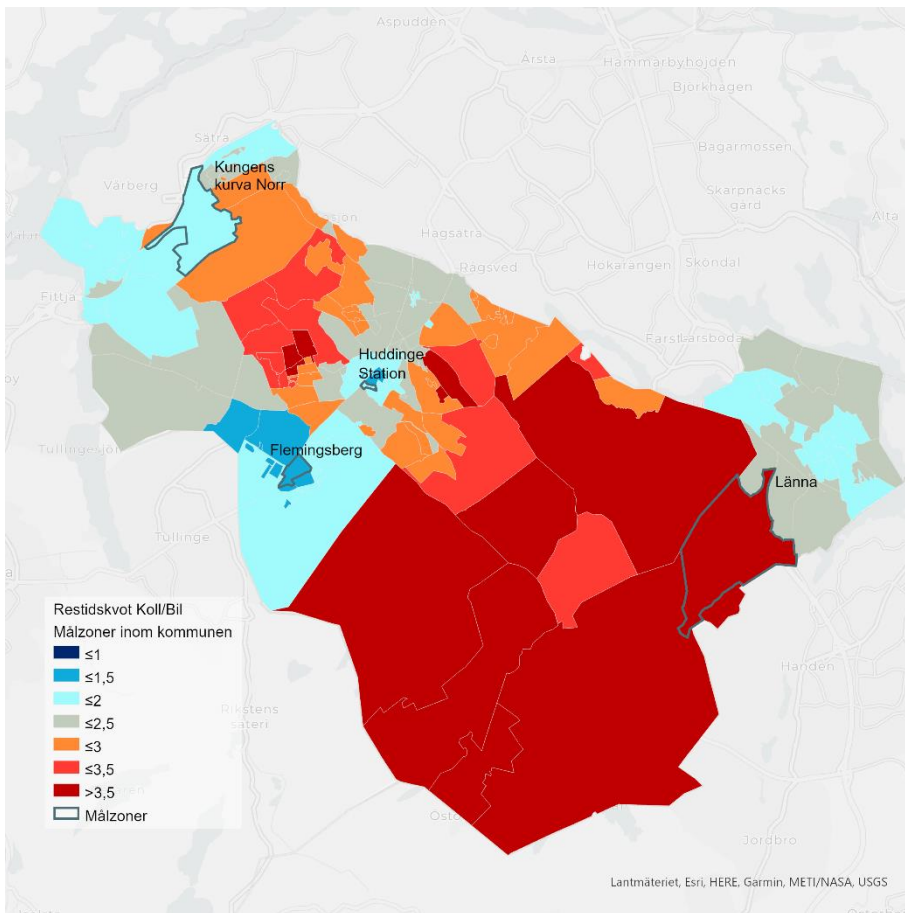 Aspudden
Årsta
Hammarbyhöjden
Björkhagen
Sätra
Bagarmossen
Kungens
kurva Norr
Vårberg
Skarpnäcks
gård
Älta
Hagsätra
Rågsved
Hökarängen
Sköndal
Fittja
Huddinge
Station
Flemingsberg
Länna
Tullinge
Restidskvot Koll/Bil
Målzoner inom kommunen
≤1
≤1,5
≤2
≤2,5
≤3
≤3,5
>3,5
Målzoner
Rikstens
säteri
Handen
Jordbro
Lantmäteriet, Esri, HERE, Garmin, METI/NASA, USGS